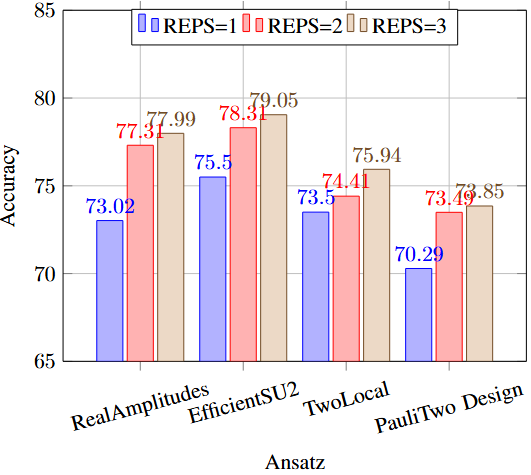 85
REPS=1 REPS=2 REPS=3
80
75
70
65
Accuracy
73.02
77.31
77.99
75.5
78.31
79.05
73.5
74.41
75.94
70.29
73.49
73.85
RealAmplitudes
EfficientSU2
TwoLocal
PauliTwo Design
Ansatz